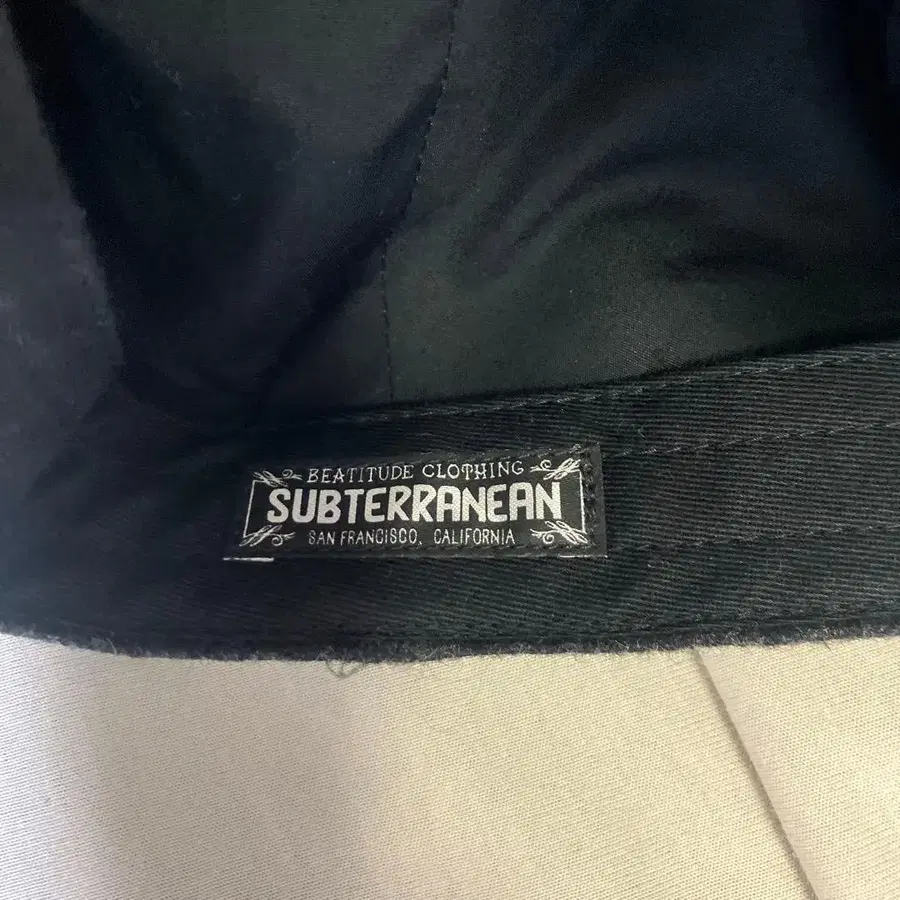 BEATITUDE CLOTHING
SUBTERRANEAN
SAN FRANCISCO, CALIFORNIA